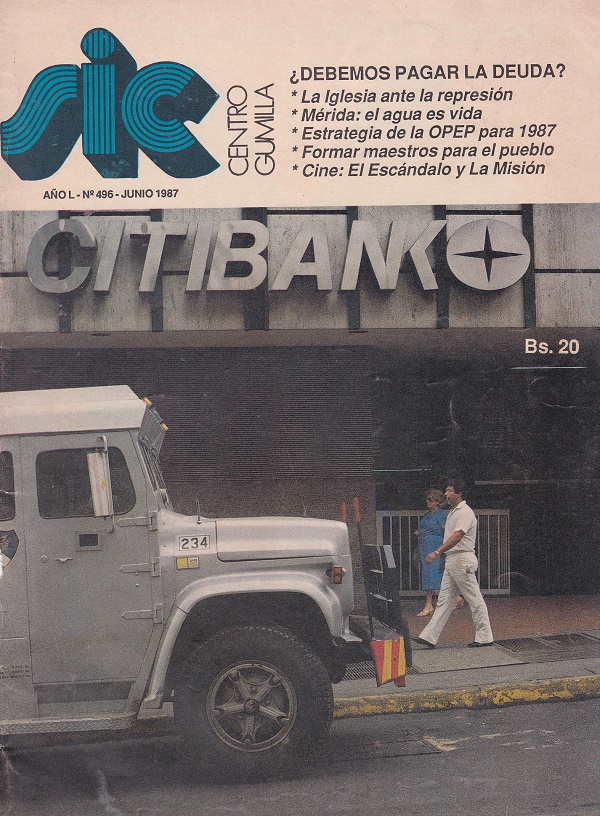 sic
CENTRO
GUMILLA
¿DEBEMOS PAGAR LA DEUDA?
* La Iglesia ante la represión
* Mérida: el agua es vida
* Estrategia de la OPEP para 1987
* Formar maestros para el pueblo
* Cine: El Escándalo y La Misión
AÑO L - Nº 496 - JUNIO 1987
CITIBANK
Bs. 20
234